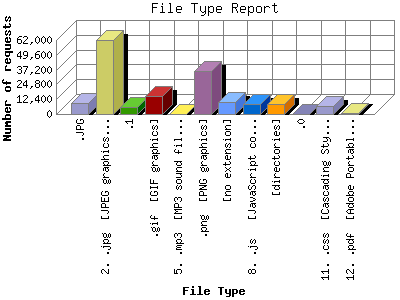 File Type Report
Number of requests
62,000
49,600
37,200
24,800
12,400
0
.JPG
2. .jpg [JPEG graphics...
.1
.gif [GIF graphics]
5. .mp3 [MP3 sound fil...
.png [PNG graphics]
[no extension]
8. .js [JavaScript co...
[directories]
.0
11. .css [Cascading Sty...
12. .pdf [Adobe Portabl...
File Type